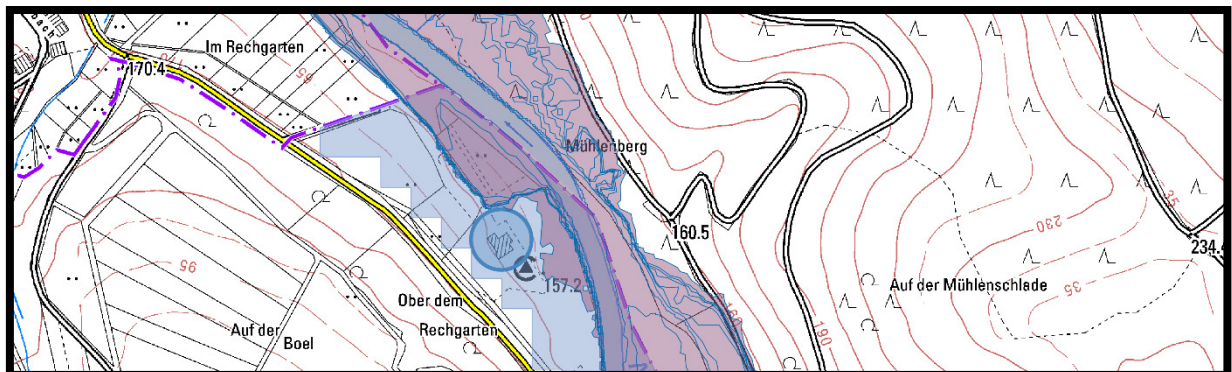 Im Rechgarten
170.4
95
Mühlenberg
35
160.5
230
234.4
157.2
Auf der Mühlenschlade
95
Ober dem
Rechgarten
35
160
190
Auf der
Boel